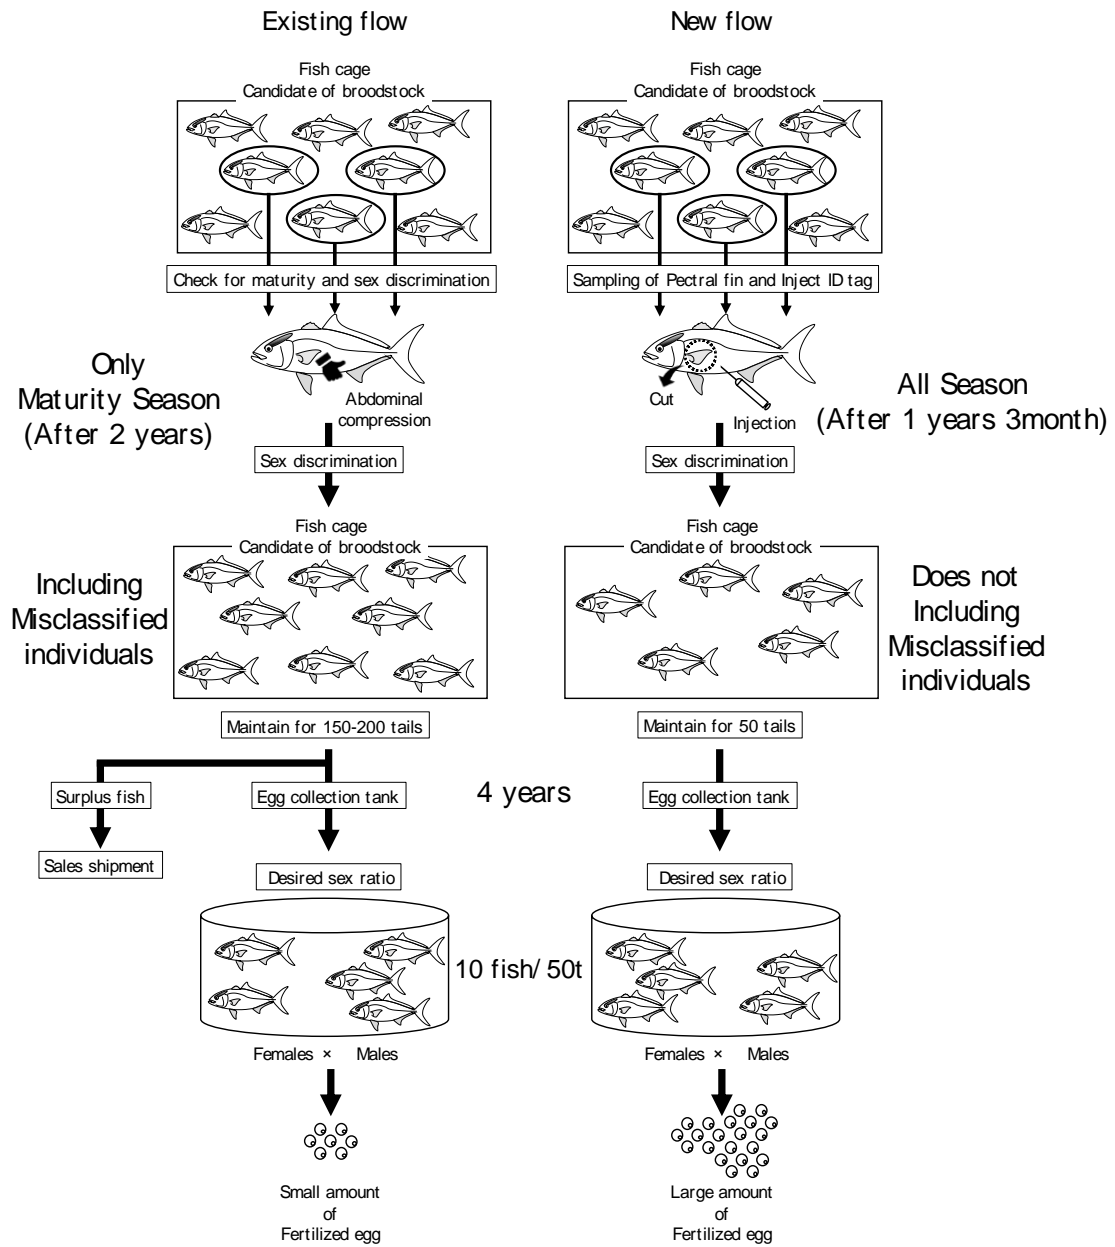 Existing flow
New flow
Fish cage
Candidate of broodstock
Fish cage
Candidate of broodstock
Check for maturity and sex discrimination
Sampling of Pectral fin and Inject ID tag
Only
Maturity Season
(After 2 years)
Abdominal
compression
Cut
Injection
All Season
(After 1 years 3month)
Sex discrimination
Sex discrimination
Fish cage
Candidate of broodstock
Fish cage
Candidate of broodstock
Including
Misclassified
individuals
Does not
Including
Misclassified
individuals
Maintain for 150-200 tails
Maintain for 50 tails
Surplus fish
Egg collection tank
4 years
Egg collection tank
Sales shipment
Desired sex ratio
Desired sex ratio
10 fish/ 50t
Females × Males
Females × Males
Small amount
of
Fertilized egg
Large amount
of
Fertilized egg